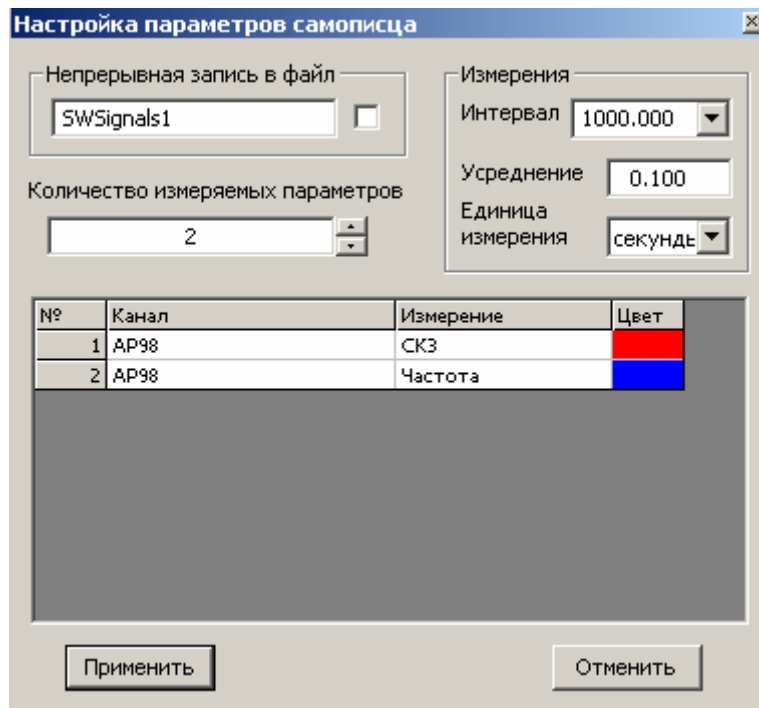 Настройка параметров самописца
Непрерывная запись в файл
SWSignals1
Количество измеряемых параметров
2
Измерения
Интервал 1000.000
Усреднение 0.100
Единица
измерения секунды
№ Канал Измерение Цвет
1 AP98 СКЗ
2 AP98 Частота
Применить Отменить